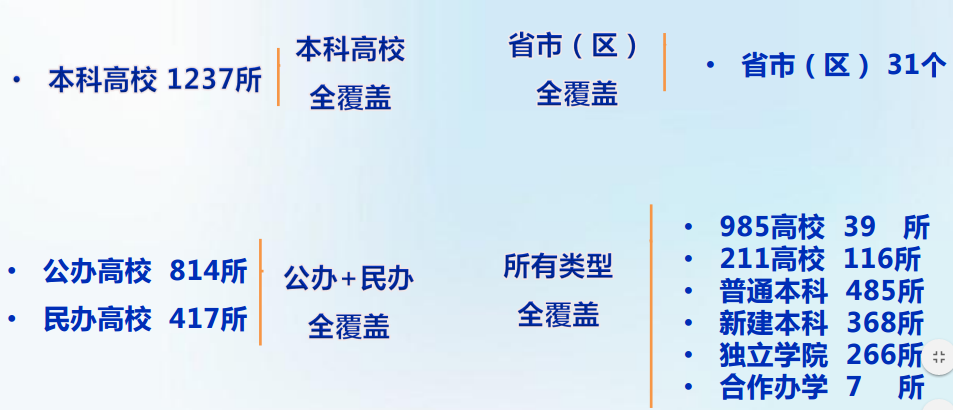 • 本科高校 1237所
本科高校
全覆盖
省市（区）
全覆盖
• 省市（区） 31个
• 公办高校 814所
• 民办高校 417所
公办+民办
全覆盖
所有类型
全覆盖
• 985高校 39 所
• 211高校 116所
• 普通本科 485所
• 新建本科 368所
• 独立学院 266所
• 合作办学 7 所